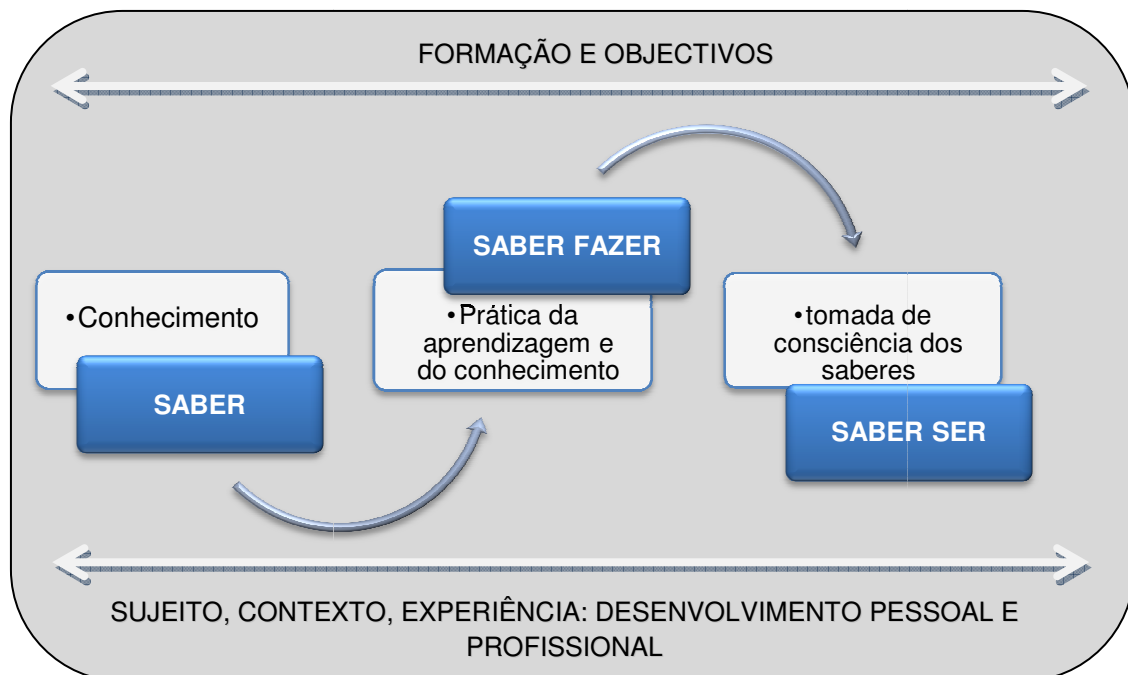 FORMAÇÃO E OBJECTIVOS
•Conhecimento
SABER
SABER FAZER
•Prática da
aprendizagem e
do conhecimento
•tomada de
consciência dos
saberes
SABER SER
SUJEITO, CONTEXTO, EXPERIÊNCIA: DESENVOLVIMENTO PESSOAL E
PROFISSIONAL